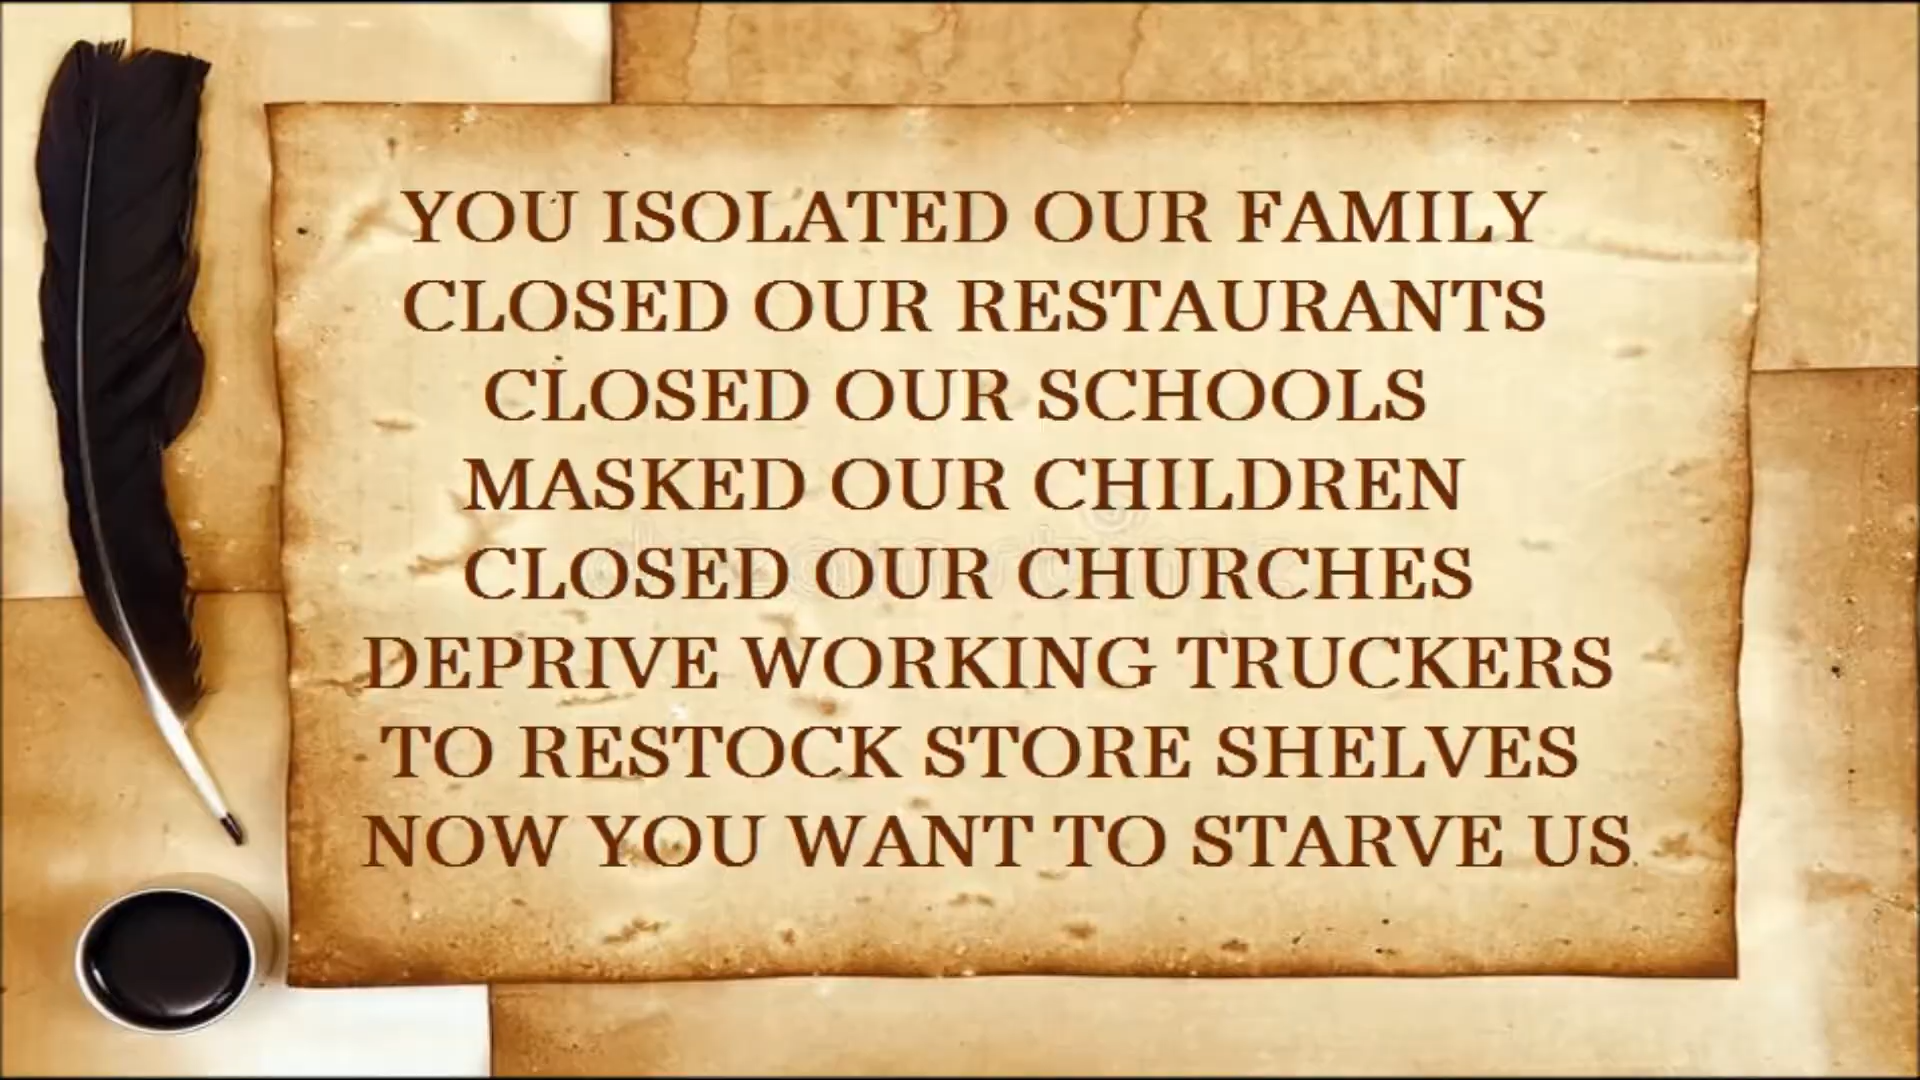 YOU ISOLATED OUR FAMILY
CLOSED OUR RESTAURANTS
CLOSED OUR SCHOOLS
MASKED OUR CHILDREN
CLOSED OUR CHURCHES
DEPRIVE WORKING TRUCKERS
TO RESTOCK STORE SHELVES
NOW YOU WANT TO STARVE US.